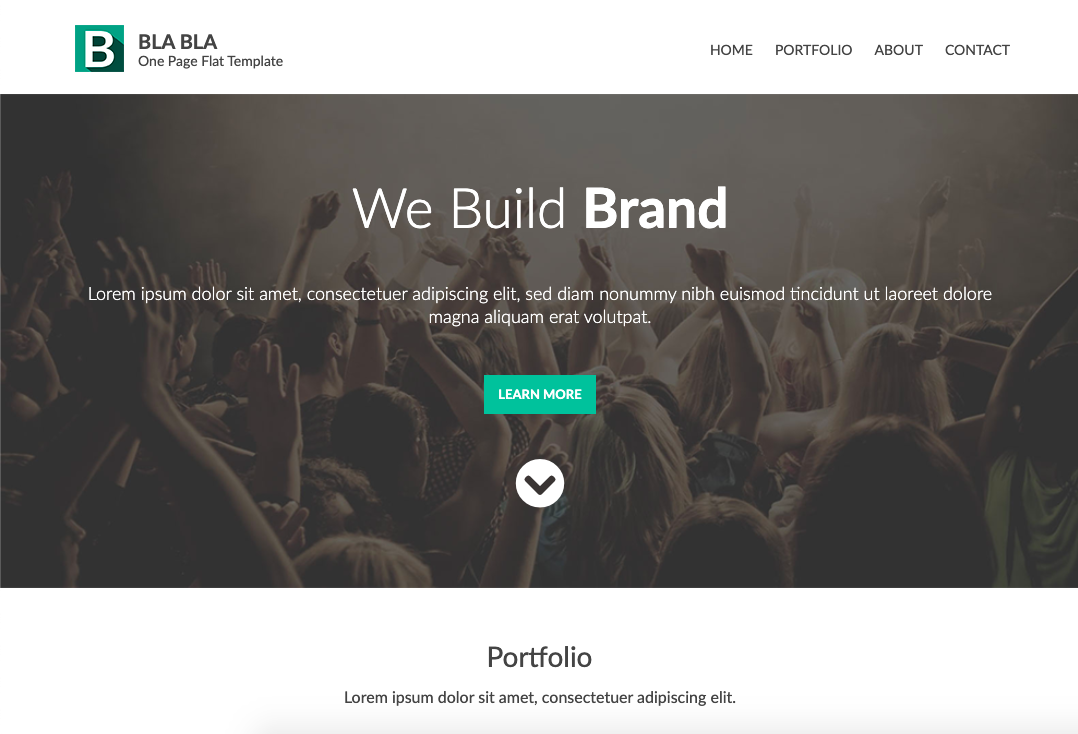 B
BLA BLA
One Page Flat Template
HOME PORTFOLIO ABOUT CONTACT
We Build Brand
Lorem ipsum dolor sit amet, consectetuer adipiscing elit, sed diam nonummy nibh euismod tincidunt ut laoreet dolore
magna aliquam erat volutpat.
LEARN MORE
Portfolio
Lorem ipsum dolor sit amet, consectetuer adipiscing elit.